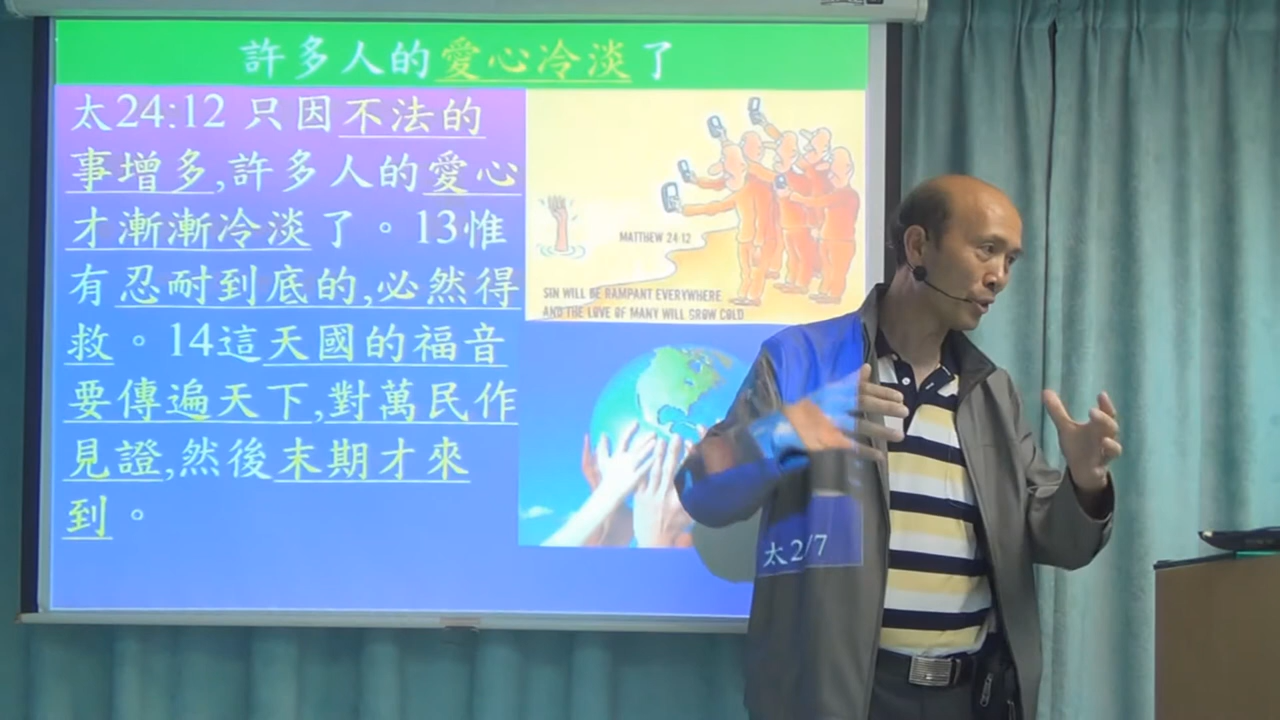 許多人的愛心冷淡了
太24:12 只因不法的
事增多,許多人的愛心
才漸漸冷淡了。13惟
有忍耐到底的,必然得
救。14這天國的福音
要傳遍天下,對萬民作
見證,然後末期才來
到。
MATTHEW 24:12
SIN WILL BE RAMPANT EVERYWHERE
AND THE LOVE OF MANY WILL GROW COLD
太 2/7